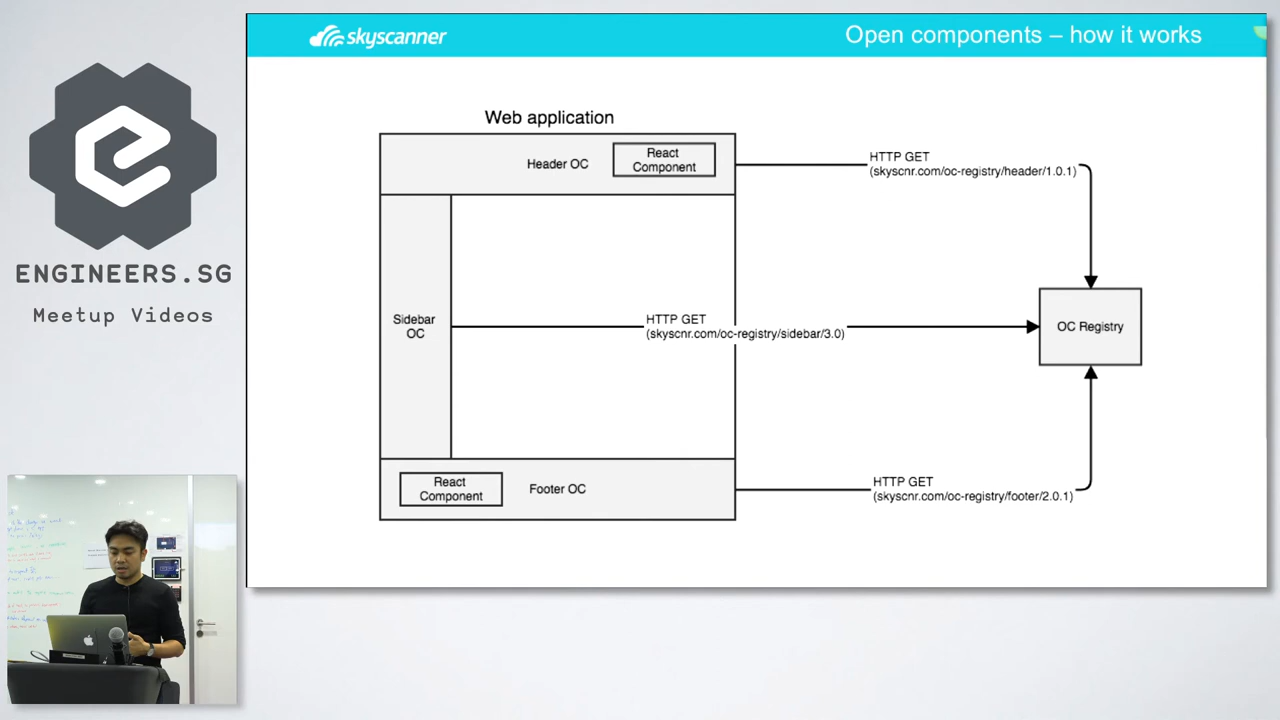 skyscanner
Open components – how it works
ENGINEERS.SG
Meetup Videos
Web application
Header OC
React
Component
HTTP GET
(skyscnr.com/oc-registry/header/1.0.1)
Sidebar
OC
HTTP GET
(skyscnr.com/oc-registry/sidebar/3.0)
OC Registry
React
Component
Footer OC
HTTP GET
(skyscnr.com/oc-registry/footer/2.0.1)